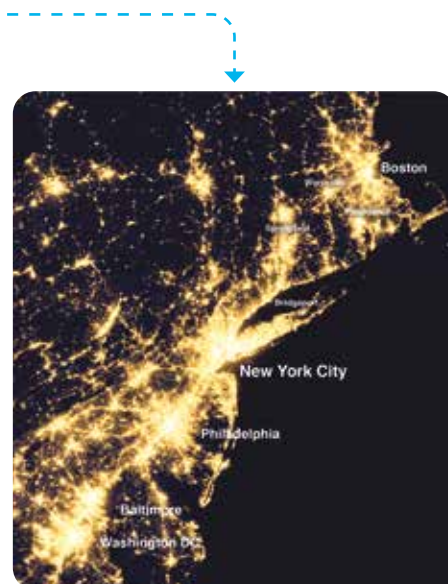 Boston
Bridgeport
New York City
Philadelphia
Baltimore
Washington DC